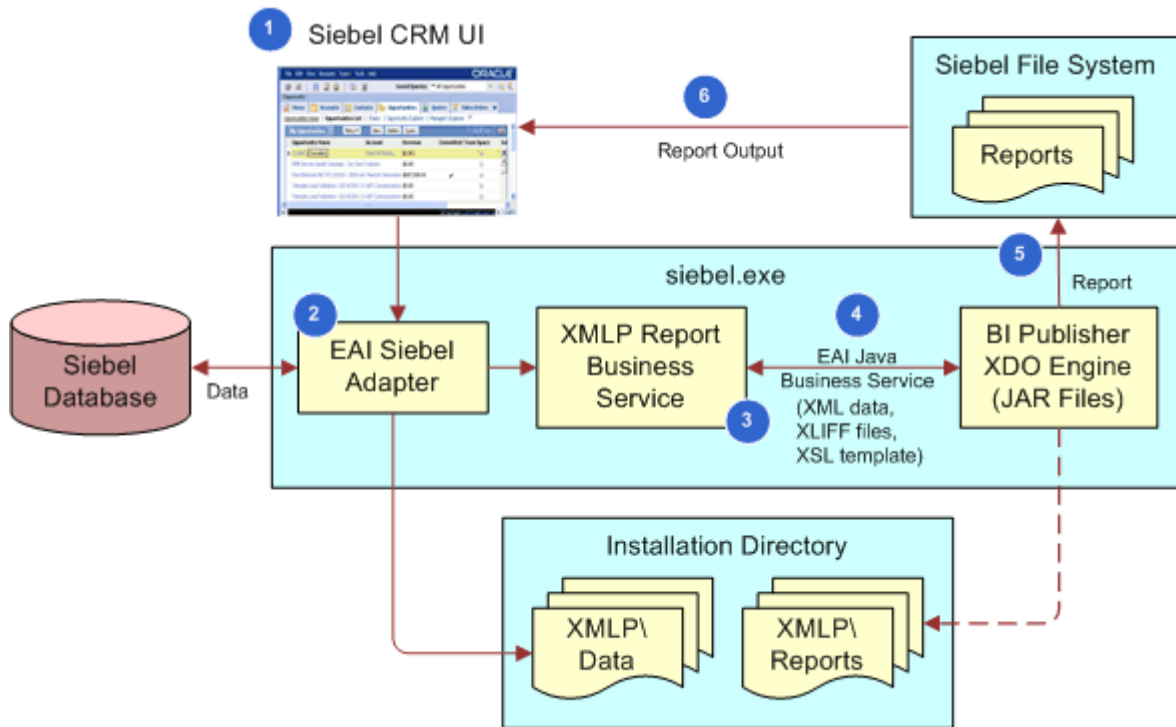 1
Siebel CRM UI
ORACLE
Siebel File System
Reports
6
Report Output
5
Report
siebel.exe
Siebel
Database
Data
2
EAI Siebel
Adapter
XMLP Report
Business
Service
3
4
EAI Java
Business Service
(XML data,
XLIFF files,
XSL template)
BI Publisher
XDO Engine
(JAR Files)
Installation Directory
XMLP\
Data
XMLP\
Reports